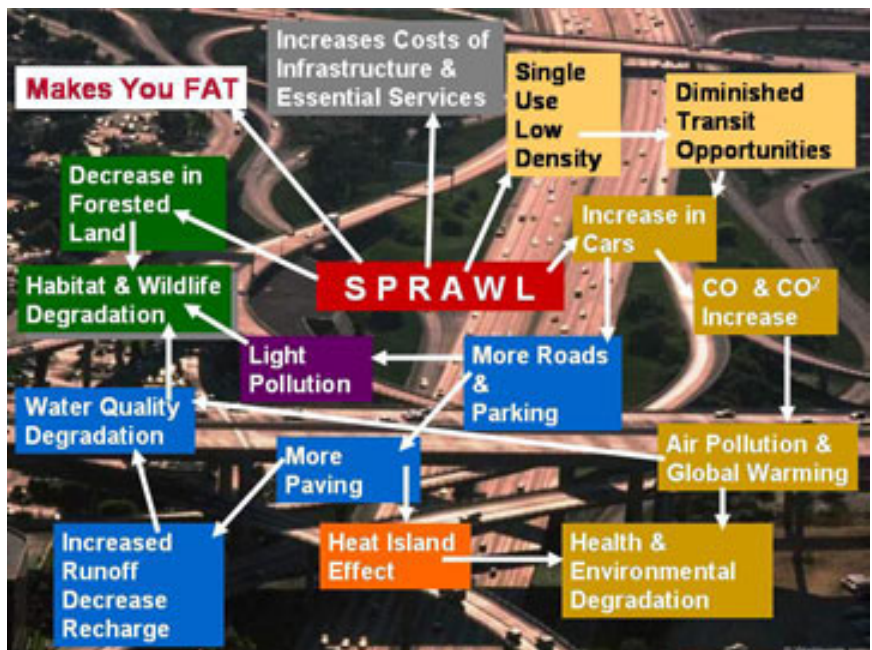 Increases Costs of
Infrastructure &
Essential Services
Makes You FAT
Single
Use
Low
Density
Diminished
Transit
Opportunities
Decrease in
Forested
Land
Increase in
Cars
SPRAWL
Habitat & Wildlife
Degradation
CO & CO²
Increase
Light
Pollution
More Roads
&
Parking
Water Quality
Degradation
More
Paving
Air Pollution &
Global Warming
Increased
Runoff
Decrease
Recharge
Heat Island
Effect
Health &
Environmental
Degradation